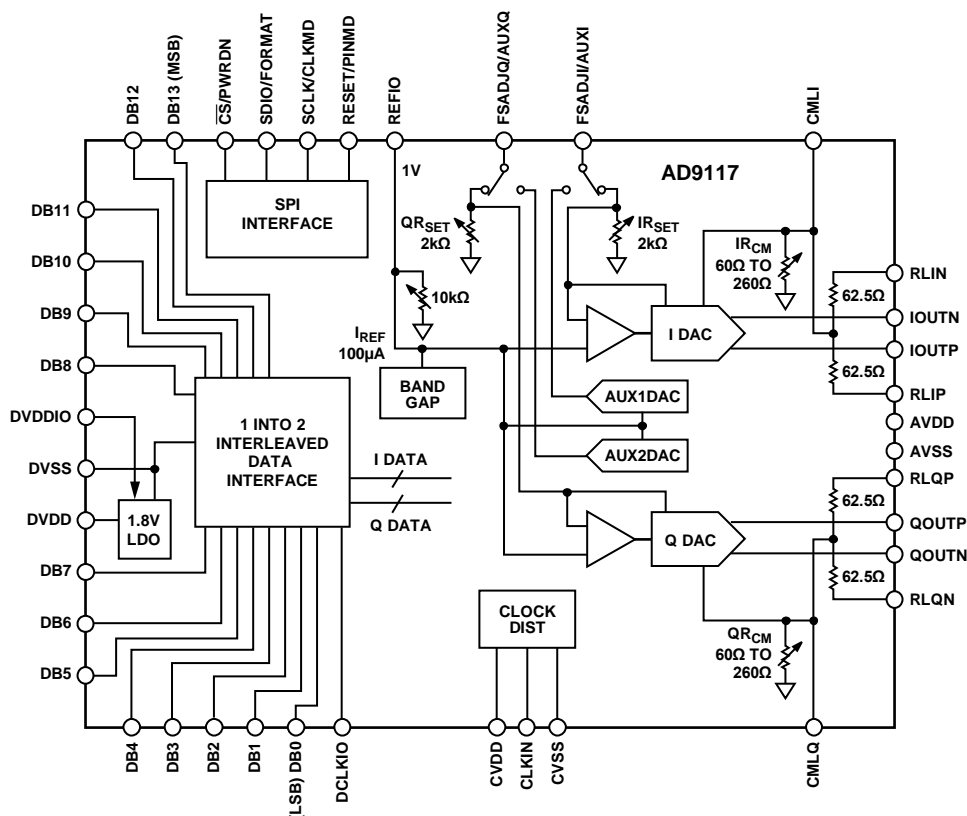 DB12
DB13 (MSB)
CS/PWRDN
SDIO/FORMAT
SCLK/CLKMD
RESET/PINMD
REFIO
FSADJQ/AUXQ
FSADJI/AUXI
CMLI
AD9117
1V
SPI
INTERFACE
QRSET
2kΩ
IRSET
2kΩ
IRCM
60Ω TO
260Ω
10kΩ
IREF
100µA
BAND
GAP
I DAC
62.5Ω
62.5Ω
AUX1DAC
AUX2DAC
RLIN
IOUTN
IOUTP
RLIP
AVDD
AVSS
RLQP
QOUTP
QOUTN
RLQN
DB11
DB10
DB9
DB8
DVDDIO
DVSS
DVDD
DB7
DB6
DB5
1 INTO 2
INTERLEAVED
DATA
INTERFACE
I DATA
Q DATA
1.8V
LDO
Q DAC
62.5Ω
62.5Ω
CLOCK
DIST
QRCM
60Ω TO
260Ω
DB4
DB3
DB2
DB1
(LSB) DB0
DCLKIO
CVDD
CLKIN
CVSS
CMLQ